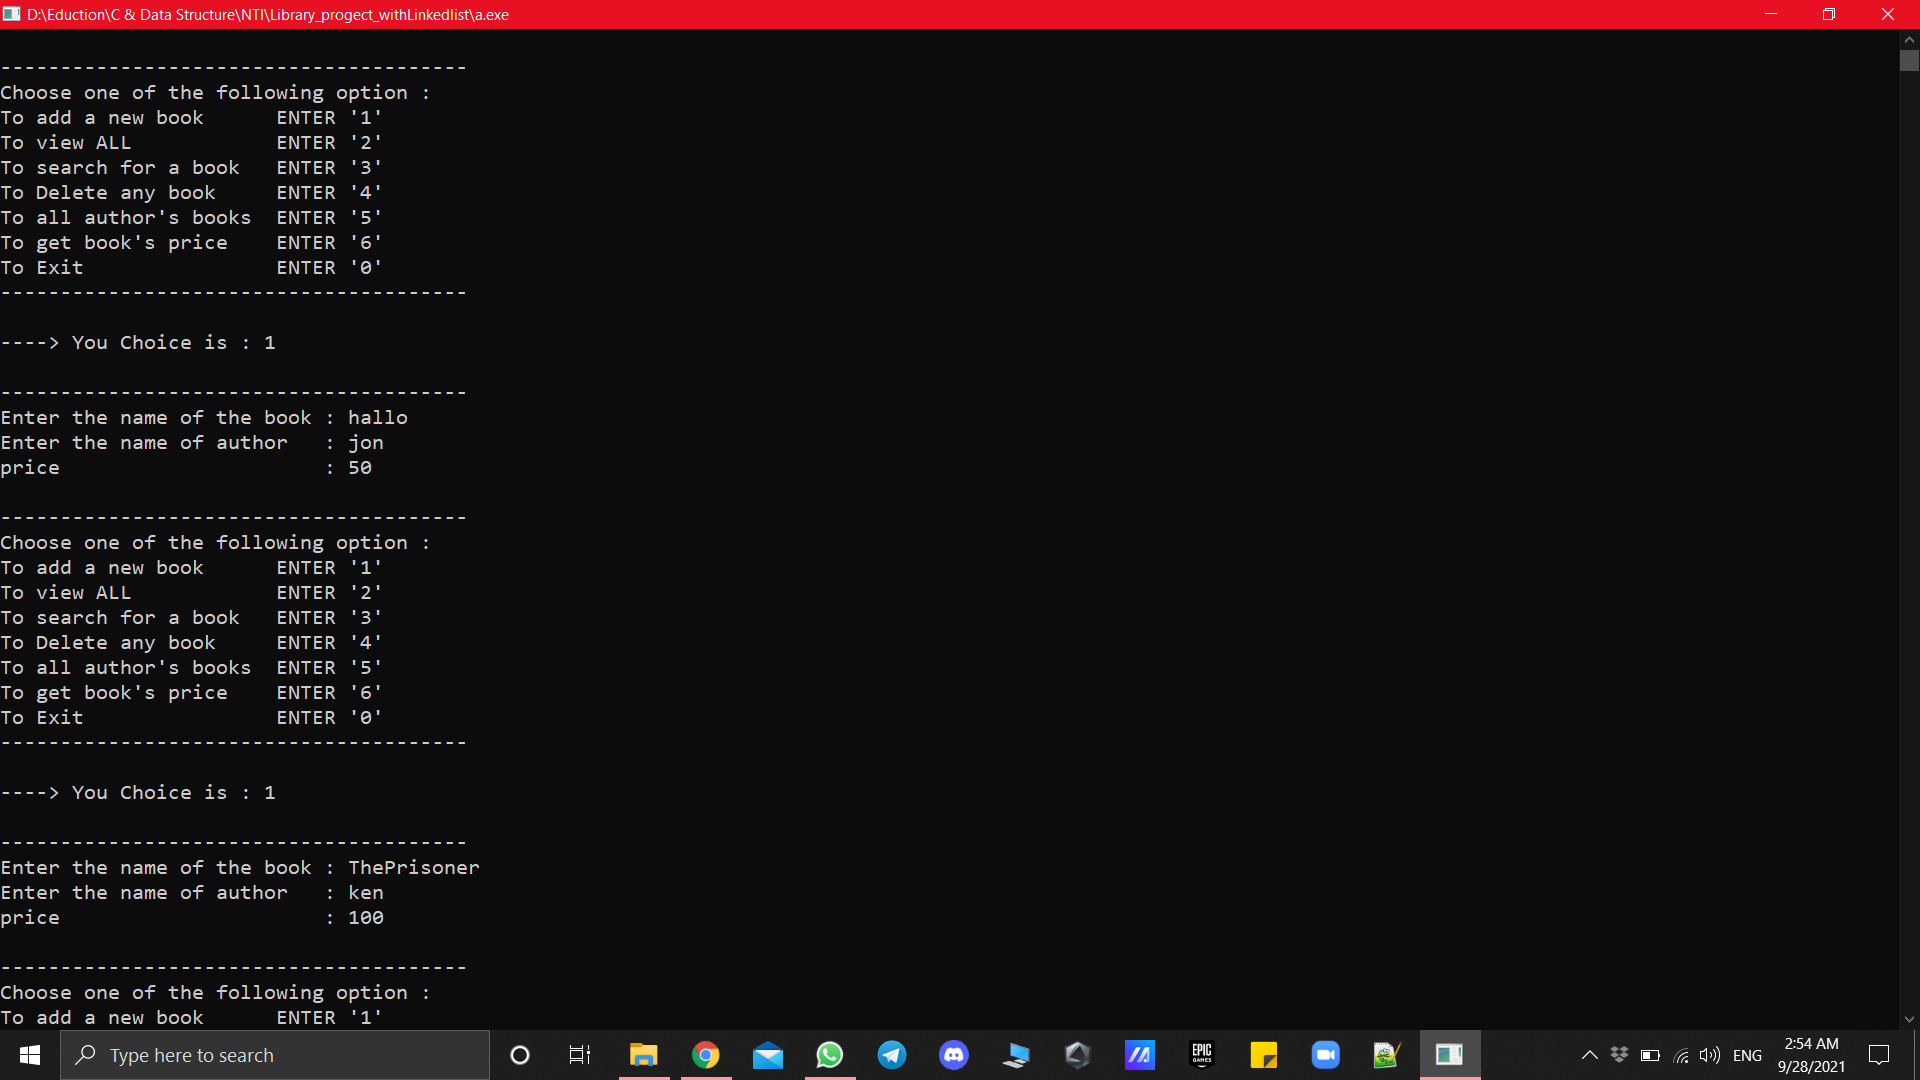 D:\Eduction\C & Data Structure\NTI\Library_progect_withLinkedlist\a.exe
---------------------------------------
Choose one of the following option :
To add a new book      ENTER '1'
To view ALL            ENTER '2'
To search for a book   ENTER '3'
To Delete any book     ENTER '4'
To all author's books  ENTER '5'
To get book's price    ENTER '6'
To Exit                ENTER '0'
---------------------------------------
----> You Choice is : 1
---------------------------------------
Enter the name of the book : hallo
Enter the name of author   : jon
price                      : 50
---------------------------------------
Choose one of the following option :
To add a new book      ENTER '1'
To view ALL            ENTER '2'
To search for a book   ENTER '3'
To Delete any book     ENTER '4'
To all author's books  ENTER '5'
To get book's price    ENTER '6'
To Exit                ENTER '0'
---------------------------------------
----> You Choice is : 1
---------------------------------------
Enter the name of the book : ThePrisoner
Enter the name of author   : ken
price                      : 100
---------------------------------------
Choose one of the following option :
To add a new book      ENTER '1'
Type here to search
EPIC
GAMES
ENG
2:54 AM
9/28/2021